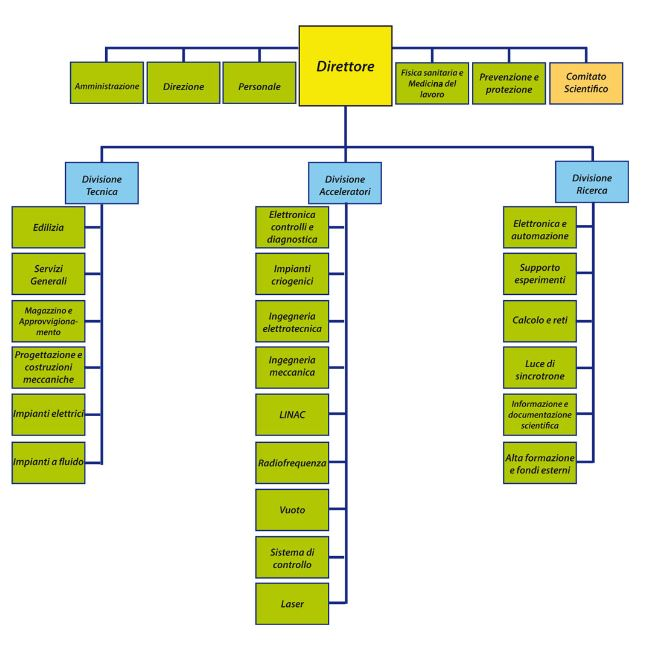 Direttore
Amministrazione
Direzione
Personale
Fisica sanitaria e
Medicina del
lavoro
Prevenzione e
protezione
Comitato
Scientifico
Divisione
Tecnica
Edilizia
Servizi
Generali
Magazzino e
Approvvigiona-
mento
Progettazione e
costruzioni
meccaniche
Impianti elettrici
Impianti a fluido
Divisione
Acceleratori
Elettronica
controlli e
diagnostica
Impianti
criogenici
Ingegneria
elettrotecnica
Ingegneria
meccanica
LINAC
Radiofrequenza
Vuoto
Sistema di
controllo
Laser
Divisione
Ricerca
Elettronica e
automazione
Supporto
esperimenti
Calcolo e reti
Luce di
sincrotrone
Informazione e
documentazione
scientifica
Alta formazione
e fondi esterni